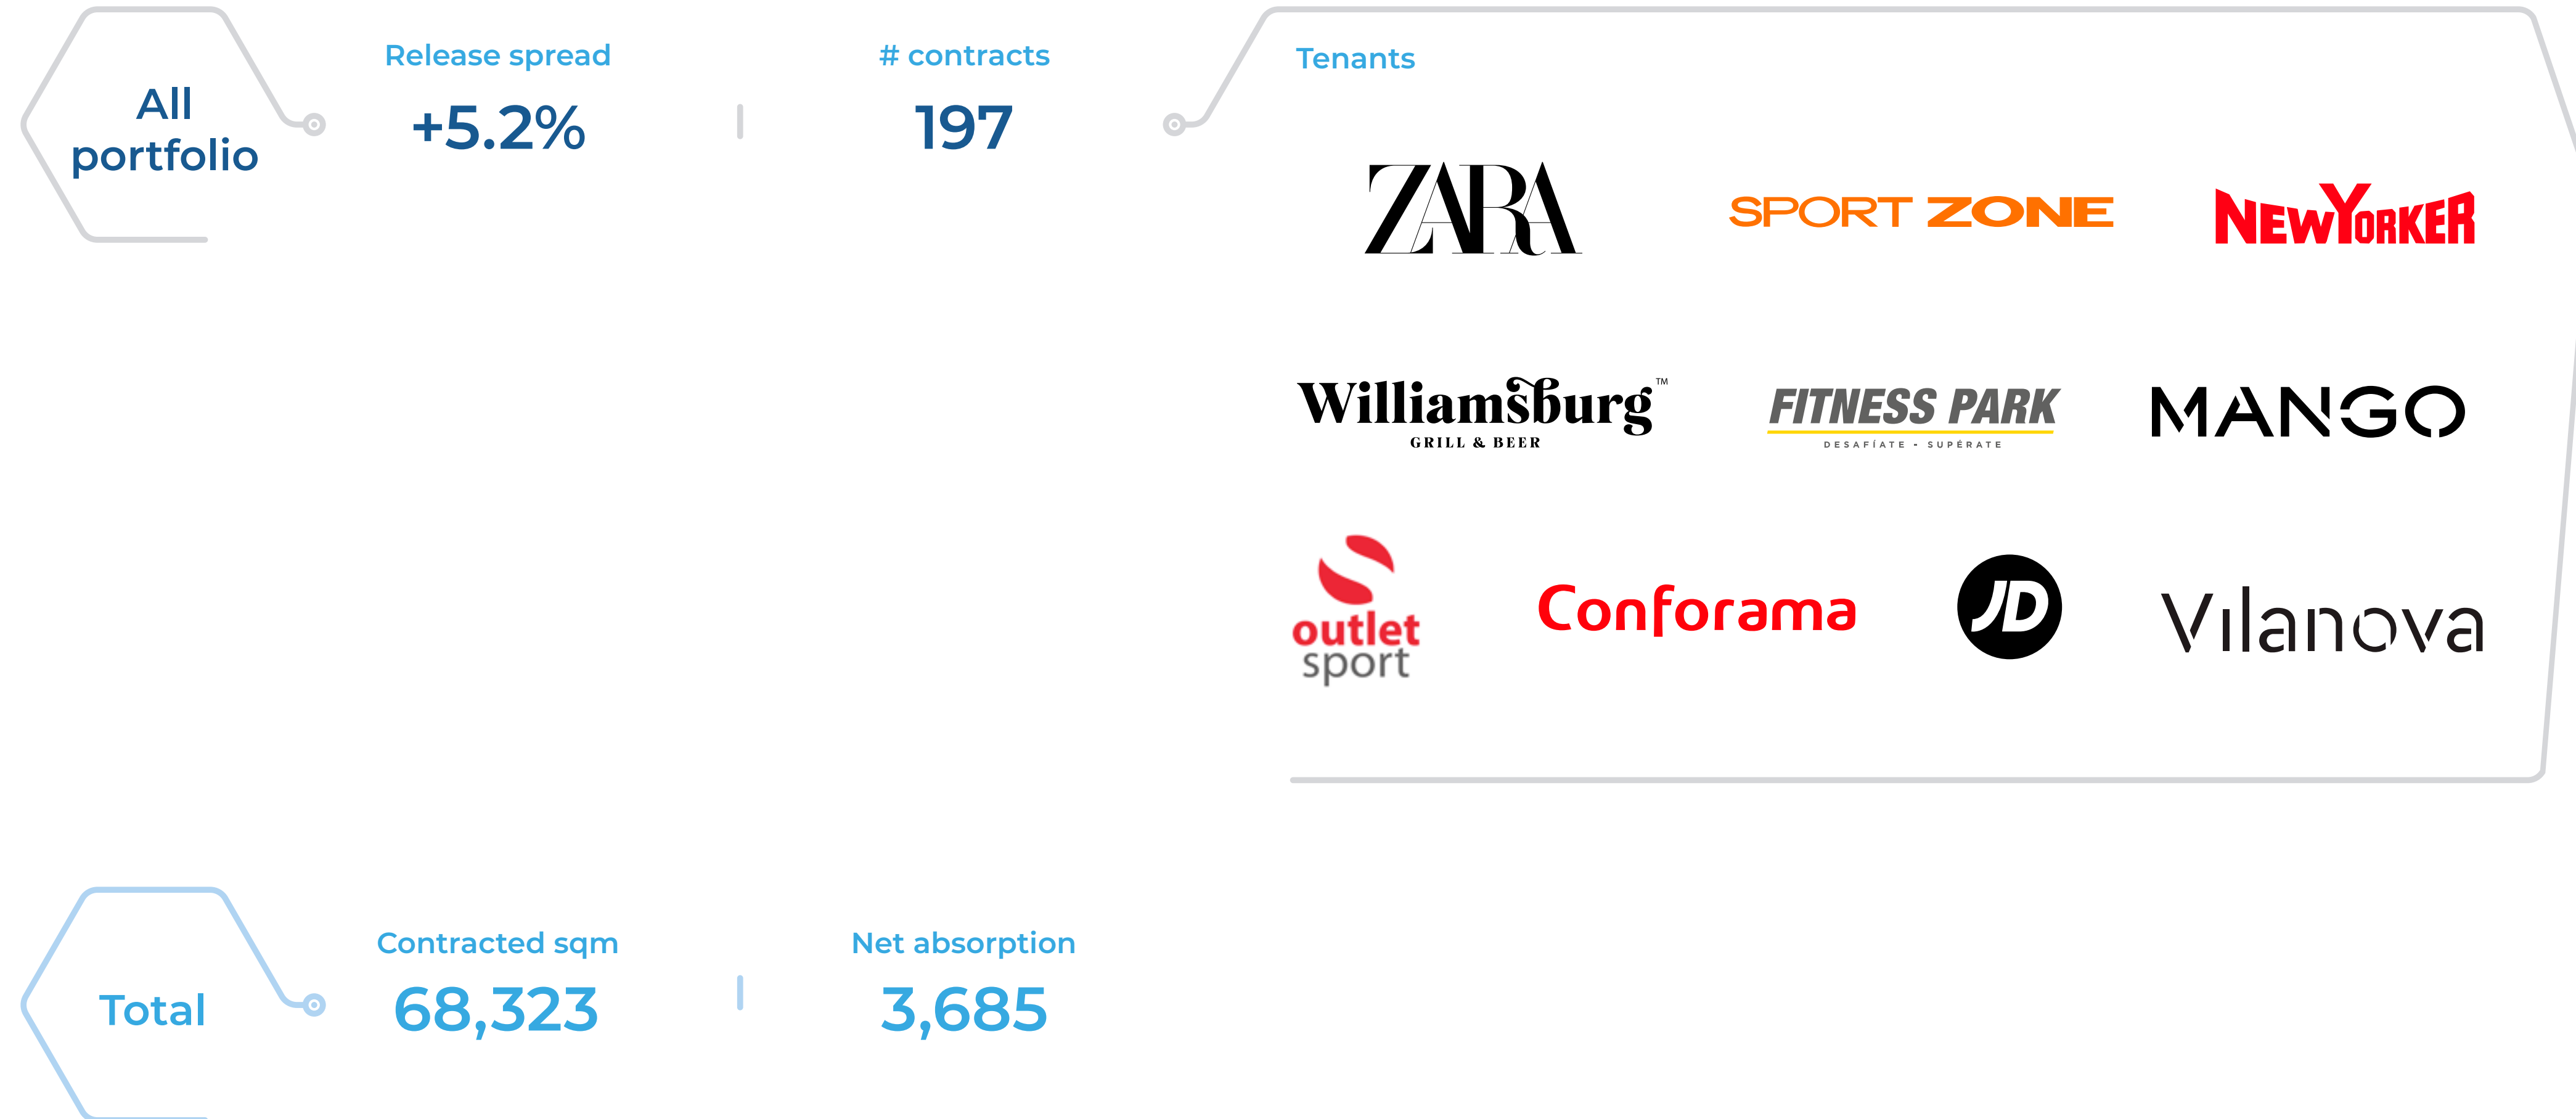 All
portfolio
Release spread
+5.2%
# contracts
197
Tenants
ZARA
SPORT ZONE
NEWYORKER
Williamsburg™
GRILL & BEER
FITNESS PARK
DESAFÍATE - SUPÉRATE
MANGO
outlet
sport
Conforama
JD
Vilanova
Total
Contracted sqm
68,323
Net absorption
3,685